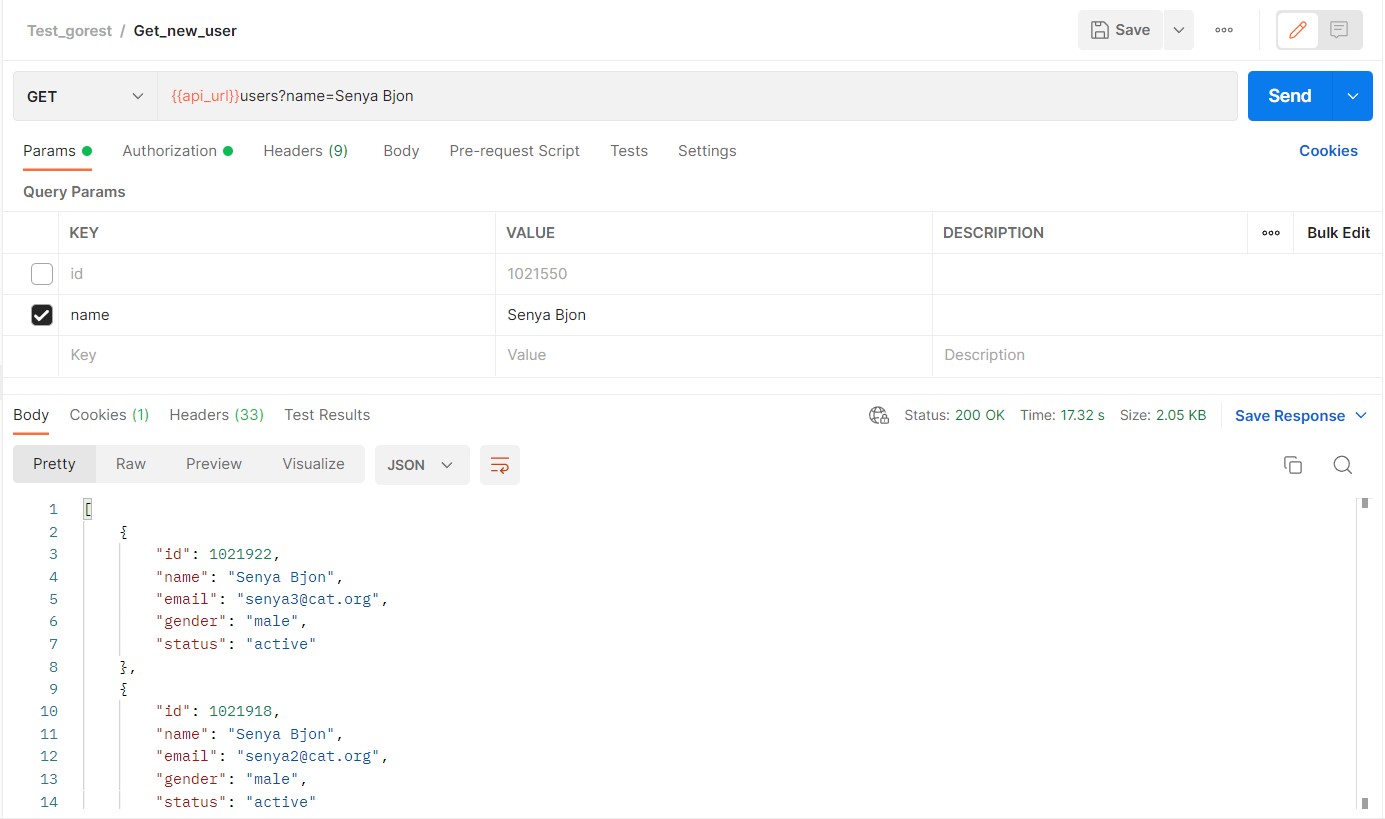 Test_gorest / Get_new_user Save
GET {{api_url}}users?name=Senya Bjon Send
Params Authorization Headers (9) Body Pre-request Script Tests Settings Cookies
Query Params
KEY VALUE DESCRIPTION Bulk Edit
id 1021550
name Senya Bjon
Key Value Description
Body Cookies (1) Headers (33) Test Results Status: 200 OK Time: 17.32 s Size: 2.05 KB Save Response
Pretty Raw Preview Visualize JSON
1 [
2 {
3 "id": 1021922,
4 "name": "Senya Bjon",
5 "email": "senya3@cat.org",
6 "gender": "male",
7 "status": "active"
8 },
9 {
10 "id": 1021918,
11 "name": "Senya Bjon",
12 "email": "senya2@cat.org",
13 "gender": "male",
14 "status": "active"